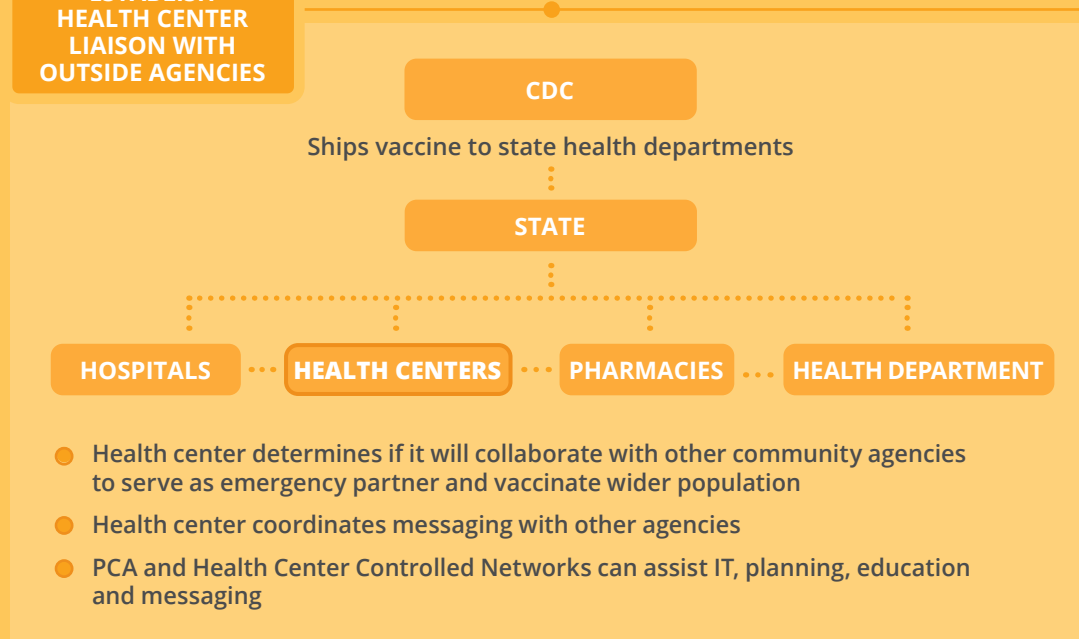 HEALTH CENTER
LIAISON WITH
OUTSIDE AGENCIES
CDC
Ships vaccine to state health departments
STATE
HOSPITALS
HEALTH CENTERS
PHARMACIES
HEALTH DEPARTMENT
Health center determines if it will collaborate with other community agencies
to serve as emergency partner and vaccinate wider population
Health center coordinates messaging with other agencies
PCA and Health Center Controlled Networks can assist IT, planning, education
and messaging